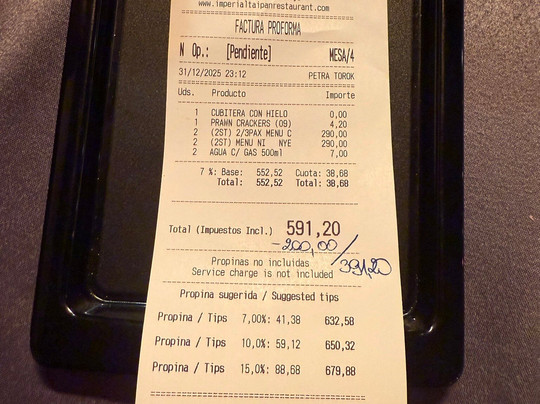 www.imperialtaipanrestaurant.com
FACTURA PROFORMA
N Op.: [Pendiente] MESA/4
31/12/2025 23:12 PETRA TOROK
Uds. Producto Importe
1 CUBITERA CON HIELO 0,00
1 PRAWN CRACKERS (09) 4,20
2 (2ST) 2/3PAX MENU C 290,00
2 (2ST) MENU NI NYE 290,00
2 AGUA C/ GAS 500ml 7,00
7 %: Base: 552,52 Cuota: 38,68
Total: 552,52 Total: 38,68
Total (Impuestos Incl.) 591,20
-200,00/
391,20
Propinas no incluidas
Service charge is not included
Propina sugerida / Suggested tips
Propina / Tips 7,00%: 41,38 632,58
Propina / Tips 10,0%: 59,12 650,32
Propina / Tips 15,0%: 88,68 679,88